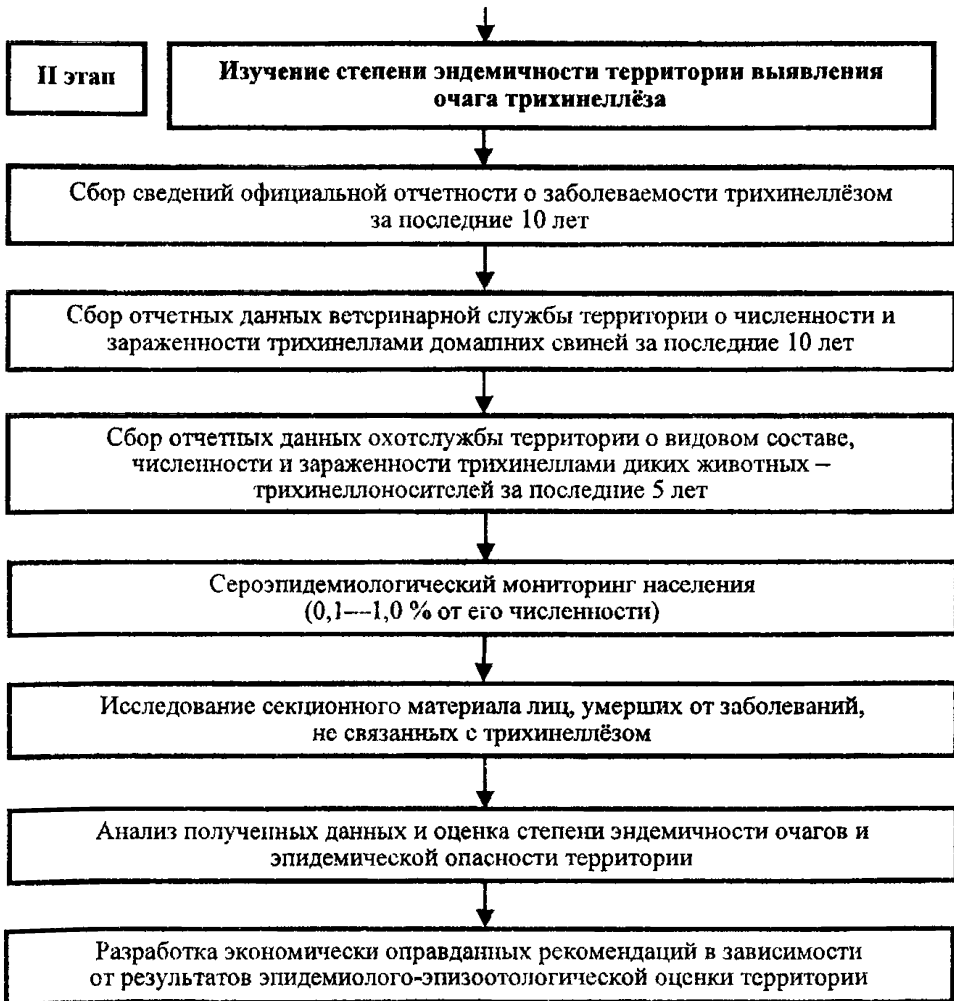 II этап
Изучение степени эндемичности территории выявления
очага трихинеллёза
Сбор сведений официальной отчетности о заболеваемости трихинеллёзом
за последние 10 лет
Сбор отчетных данных ветеринарной службы территории о численности и
зараженности трихинеллами домашних свиней за последние 10 лет
Сбор отчетных данных охотслужбы территории о видовом составе,
численности и зараженности трихинеллами диких животных –
трихинеллоносителей за последние 5 лет
Сероэпидемиологический мониторинг населения
(0,1—1,0 % от его численности)
Исследование секционного материала лиц, умерших от заболеваний,
не связанных с трихинеллёзом
Анализ полученных данных и оценка степени эндемичности очагов и
эпидемической опасности территории
Разработка экономически оправданных рекомендаций в зависимости
от результатов эпидемиолого-эпизоотологической оценки территории